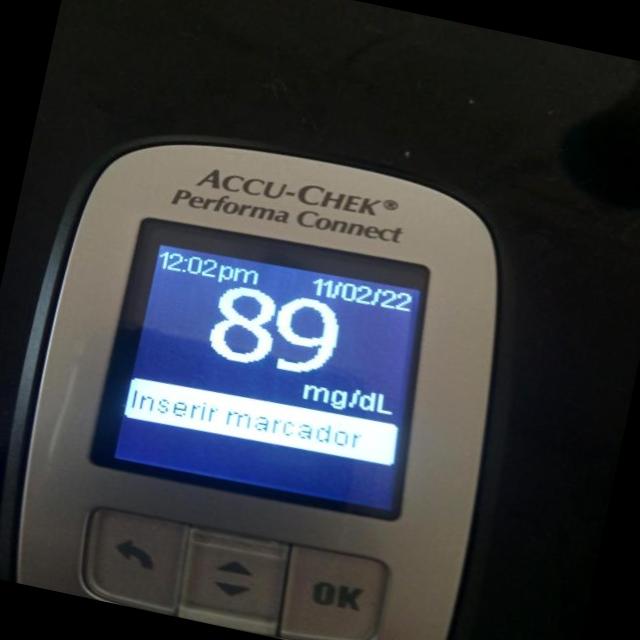 ACCU-CHEK®
Performa Connect
12:02pm 11/02/22
89
mg/dL
Inserir marcador
OK